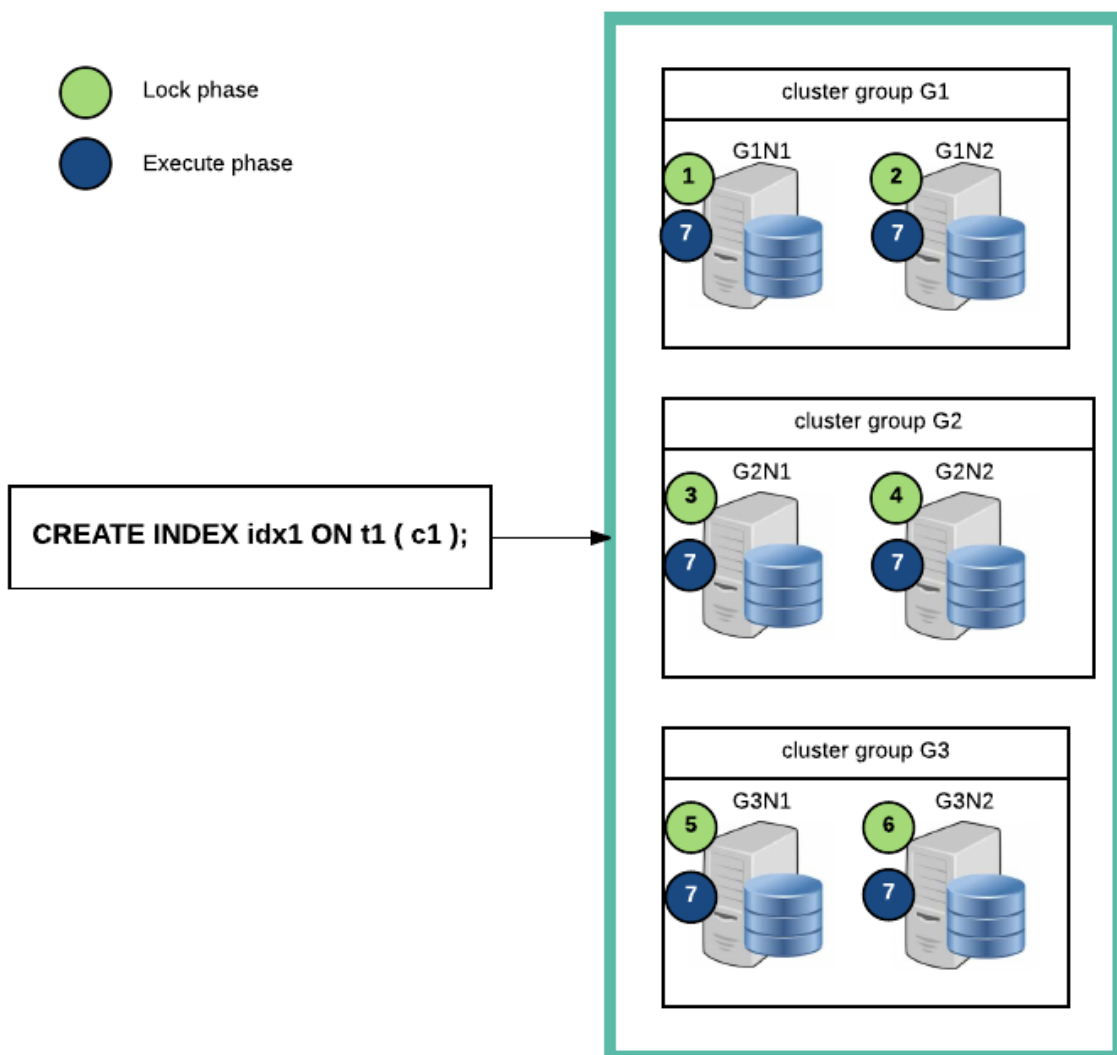 Lock phase
Execute phase
CREATE INDEX idx1 ON t1 ( c1 );
cluster group G1
G1N1
G1N2
1
2
7
7
cluster group G2
G2N1
G2N2
3
4
7
7
cluster group G3
G3N1
G3N2
5
6
7
7